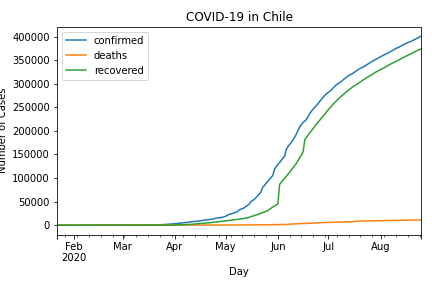 COVID-19 in Chile
confirmed
deaths
recovered
400000
350000
300000
250000
200000
150000
100000
50000
0
Number of Cases
Feb
2020
Mar
Apr
May
Jun
Jul
Aug
Day